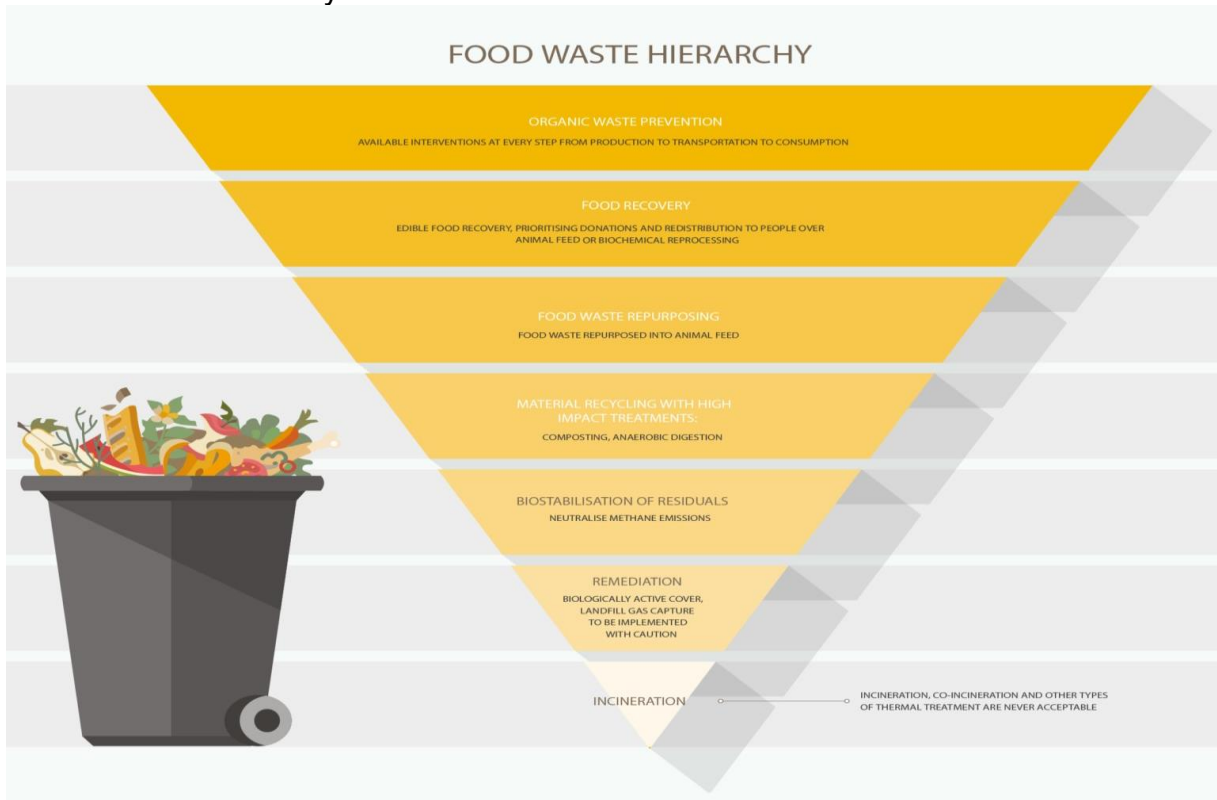 FOOD WASTE HIERARCHY
ORGANIC WASTE PREVENTION
AVAILABLE INTERVENTIONS AT EVERY STEP FROM PRODUCTION TO TRANSPORTATION TO CONSUMPTION
FOOD RECOVERY
EDIBLE FOOD RECOVERY, PRIORITISING DONATIONS AND REDISTRIBUTION TO PEOPLE OVER
ANIMAL FEED OR BIOCHEMICAL REPROCESSING
FOOD WASTE REPURPOSING
FOOD WASTE REPURPOSED INTO ANIMAL FEED
MATERIAL RECYCLING WITH HIGH
IMPACT TREATMENTS:
COMPOSTING, ANAEROBIC DIGESTION
BIOSTABILISATION OF RESIDUALS
NEUTRALISE METHANE EMISSIONS
REMEDIATION
BIOLOGICALLY ACTIVE COVER,
LANDFILL GAS CAPTURE
TO BE IMPLEMENTED
WITH CAUTION
INCINERATION
INCINERATION, CO-INCINERATION AND OTHER TYPES
OF THERMAL TREATMENT ARE NEVER ACCEPTABLE